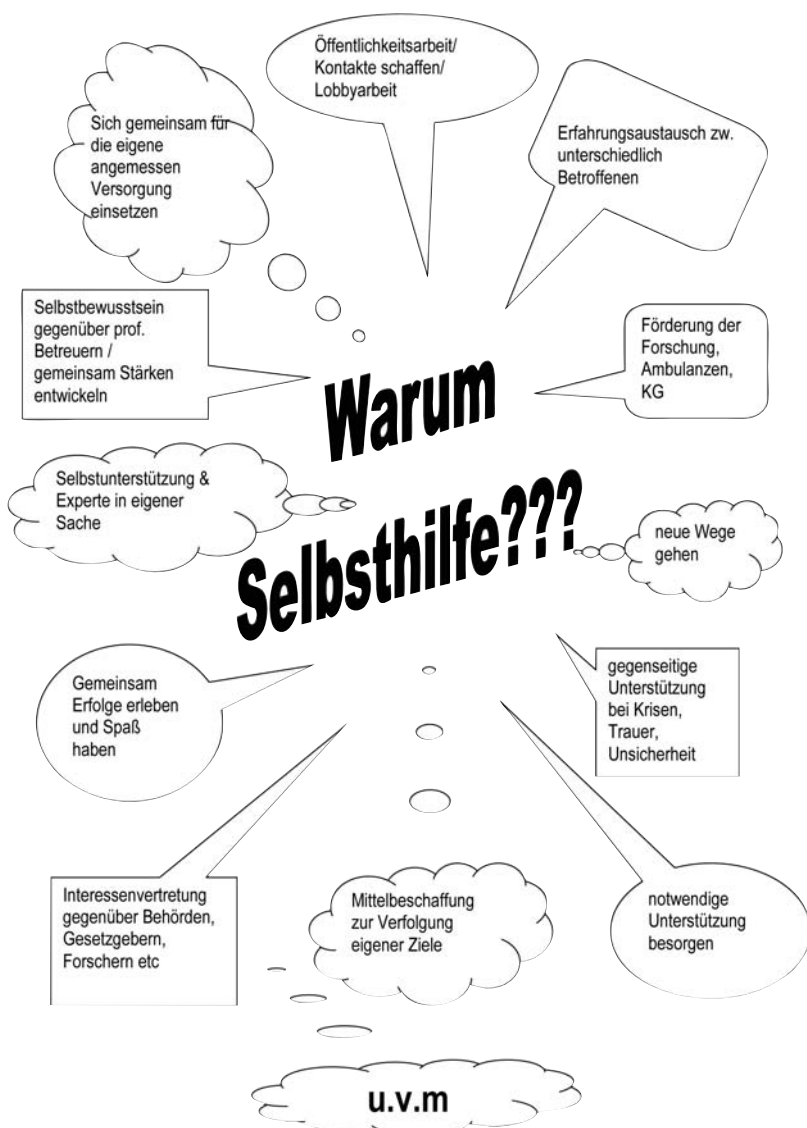 Öffentlichkeitsarbeit/
Kontakte schaffen/
Lobbyarbeit
Sich gemeinsam für
die eigene
angemessen
Versorgung
einsetzen
Erfahrungsaustausch zw.
unterschiedlich
Betroffenen
Selbstbewusstsein
gegenüber prof.
Betreuern /
gemeinsam Stärken
entwickeln
Förderung der
Forschung,
Ambulanzen,
KG
Warum
Selbsthilfe???
Selbstunterstützung &
Experte in eigener
Sache
neue Wege
gehen
Gemeinsam
Erfolge erleben
und Spaß
haben
gegenseitige
Unterstützung
bei Krisen,
Trauer,
Unsicherheit
Interessenvertretung
gegenüber Behörden,
Gesetzgebern,
Forschern etc
Mittelbeschaffung
zur Verfolgung
eigener Ziele
notwendige
Unterstützung
besorgen
u.v.m